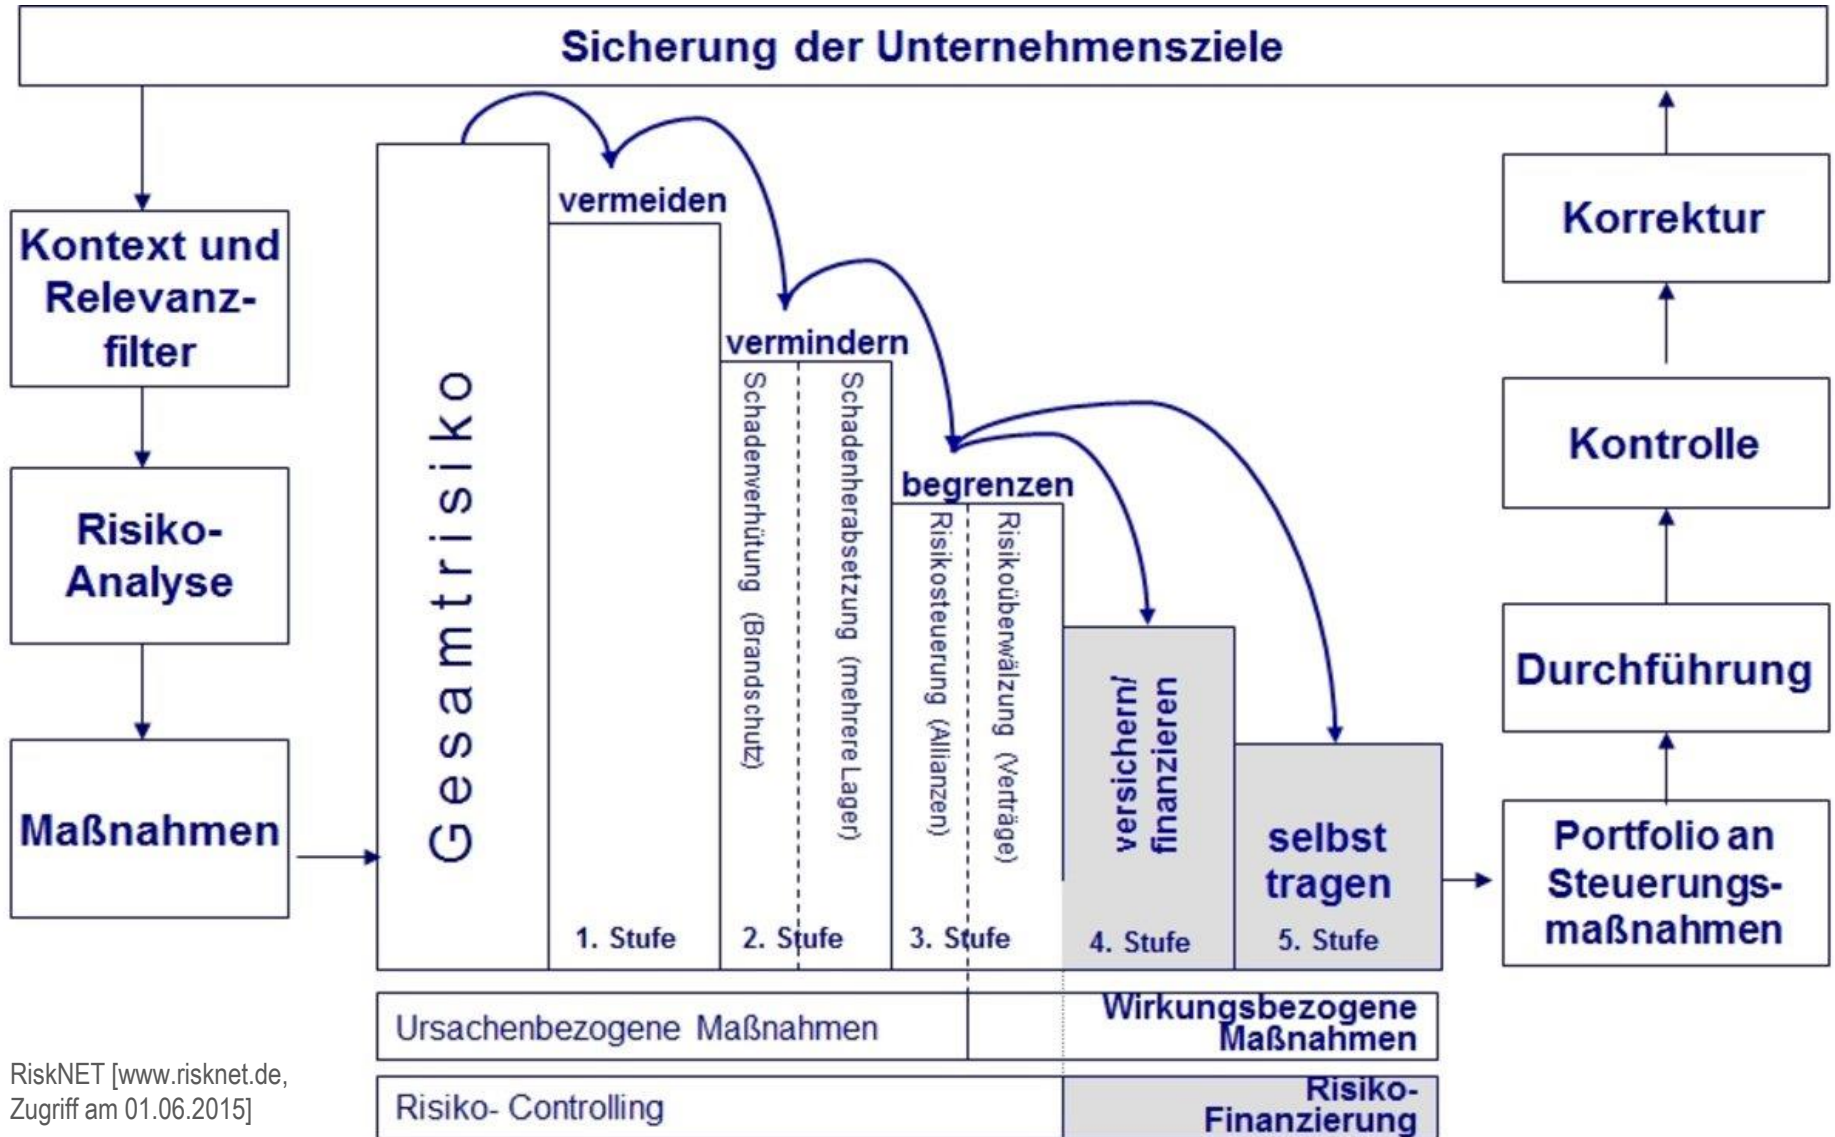 Sicherung der Unternehmensziele
Kontext und
Relevanz-
filter
Risiko-
Analyse
Maßnahmen
Gesamtrisiko
vermeiden
1. Stufe
vermindern
Schadenverhütung (Brandschutz)
Schadenherabsetzung (mehrere Lager)
2. Stufe
begrenzen
Risikosteuerung (Allianzen)
Risikoüberwälzung (Verträge)
3. Stufe
versichern/
finanzieren
4. Stufe
selbst
tragen
5. Stufe
Korrektur
Kontrolle
Durchführung
Portfolio an
Steuerungs-
maßnahmen
Ursachenbezogene Maßnahmen
Wirkungsbezogene
Maßnahmen
Risiko- Controlling
Risiko-
Finanzierung
RiskNET [www.risknet.de,
Zugriff am 01.06.2015]